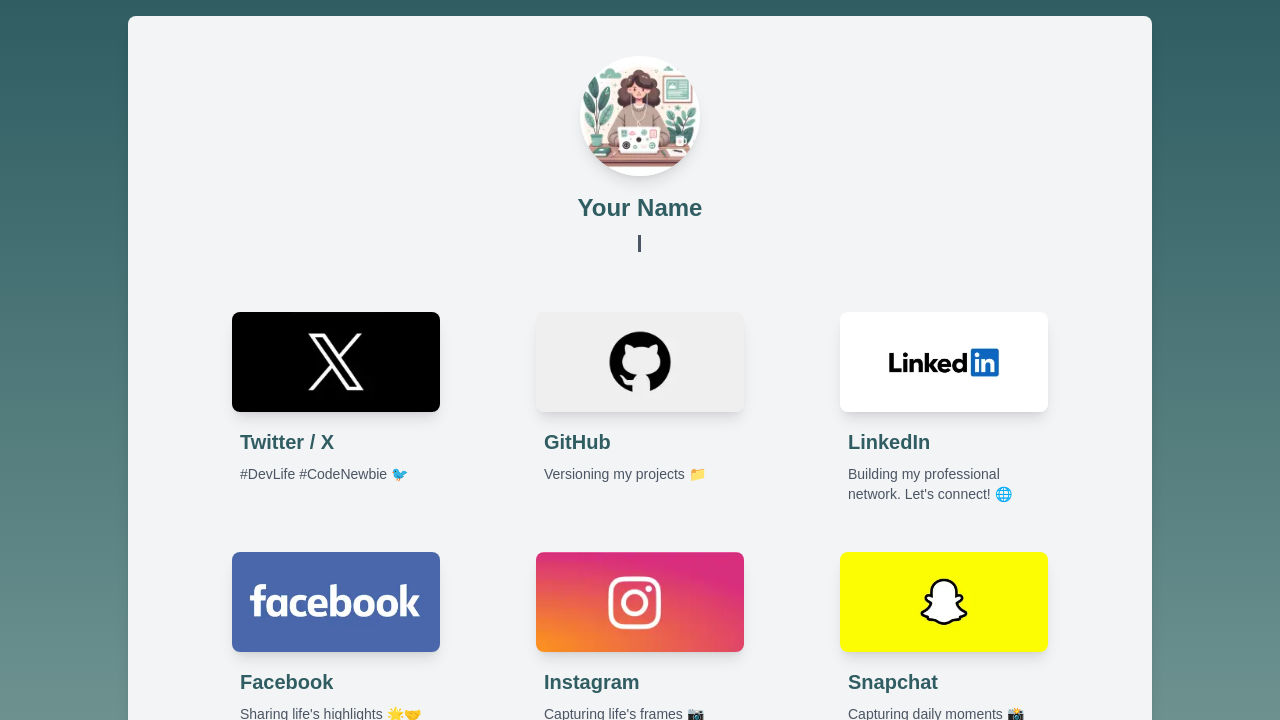 Your Name
Linked in
Twitter / X
GitHub
LinkedIn
#DevLife #CodeNewbie 🐦
Versioning my projects 📁
Building my professional
network. Let's connect! 🌐
facebook
Facebook
Instagram
Snapchat
Sharing life's highlights 🌟🤝
Capturing life's frames 📷
Capturing daily moments 📸